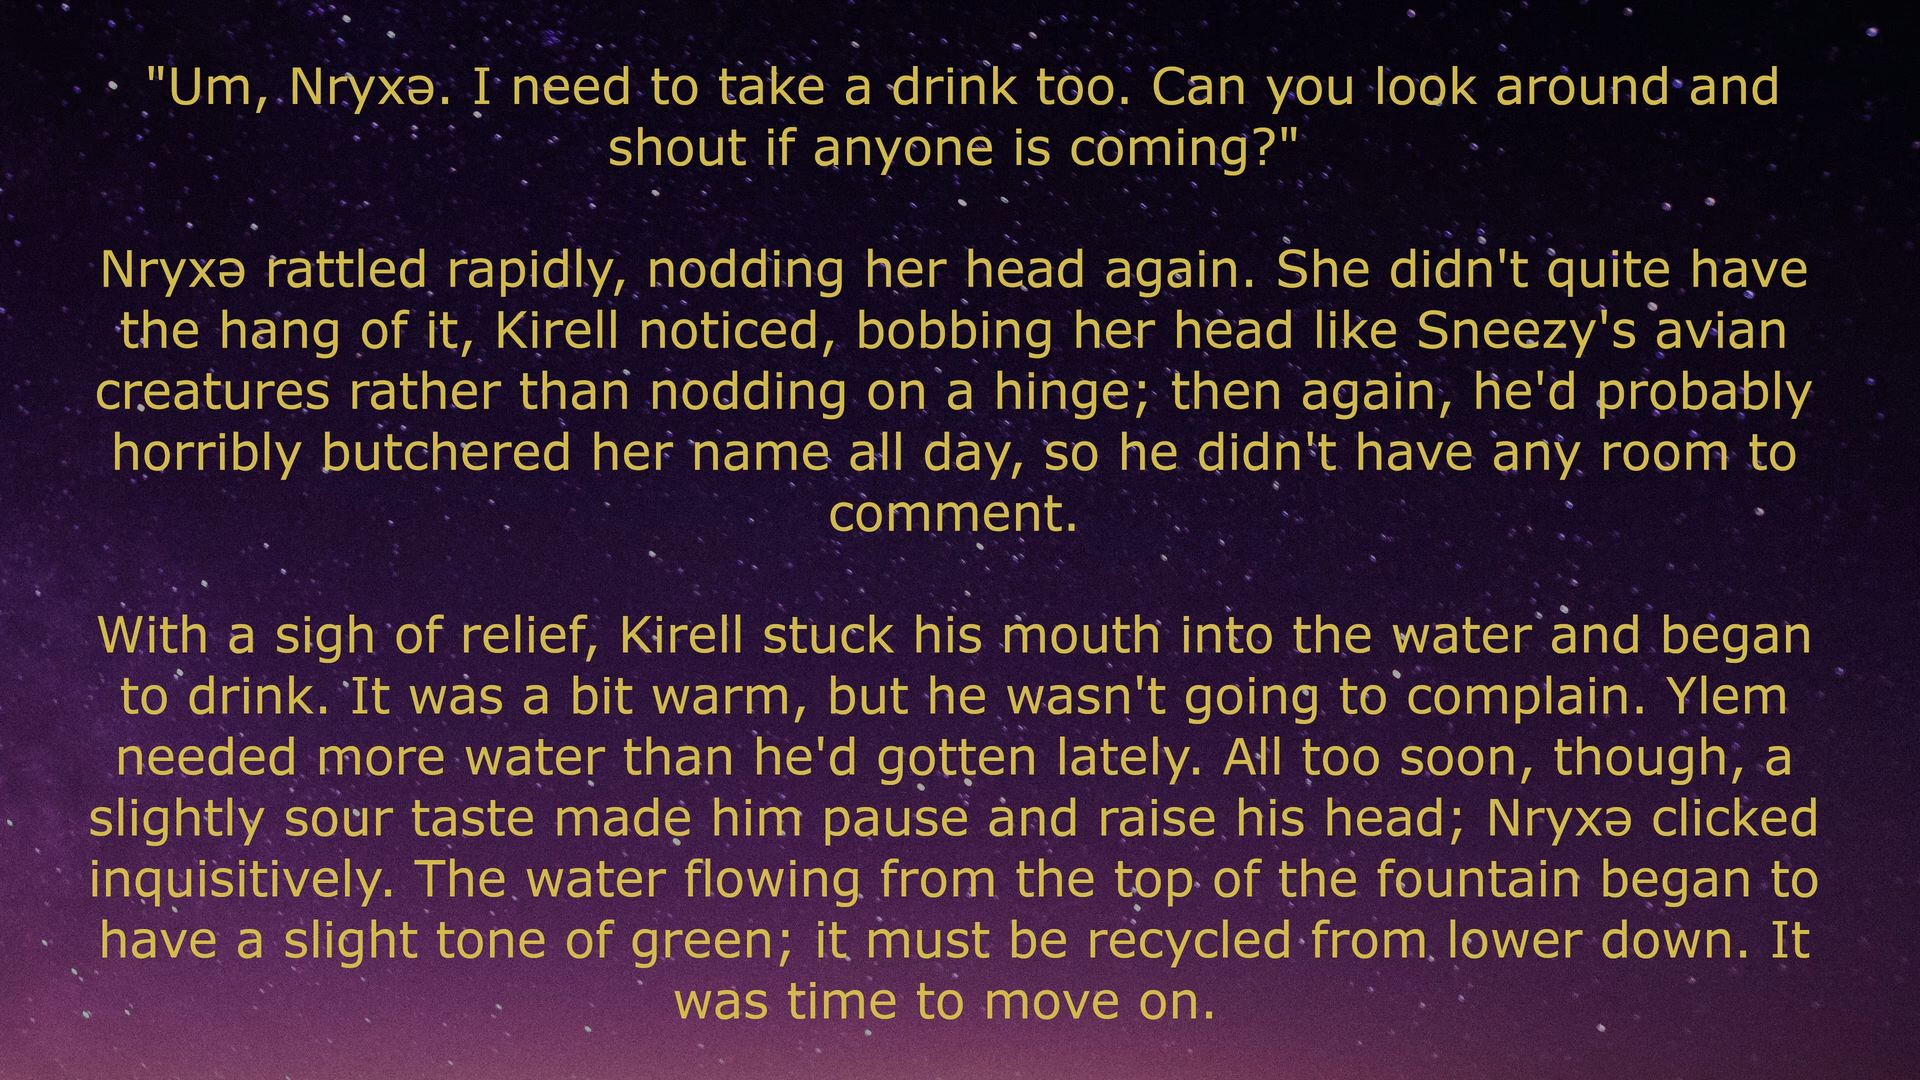 "Um, Nryxə. I need to take a drink too. Can you look around and
shout if anyone is coming?"
Nryxə rattled rapidly, nodding her head again. She didn't quite have
the hang of it, Kirell noticed, bobbing her head like Sneezy's avian
creatures rather than nodding on a hinge; then again, he'd probably
horribly butchered her name all day, so he didn't have any room to
comment.
With a sigh of relief, Kirell stuck his mouth into the water and began
to drink. It was a bit warm, but he wasn't going to complain. Ylem
needed more water than he'd gotten lately. All too soon, though, a
slightly sour taste made him pause and raise his head; Nryxə clicked
inquisitively. The water flowing from the top of the fountain began to
have a slight tone of green; it must be recycled from lower down. It
was time to move on.